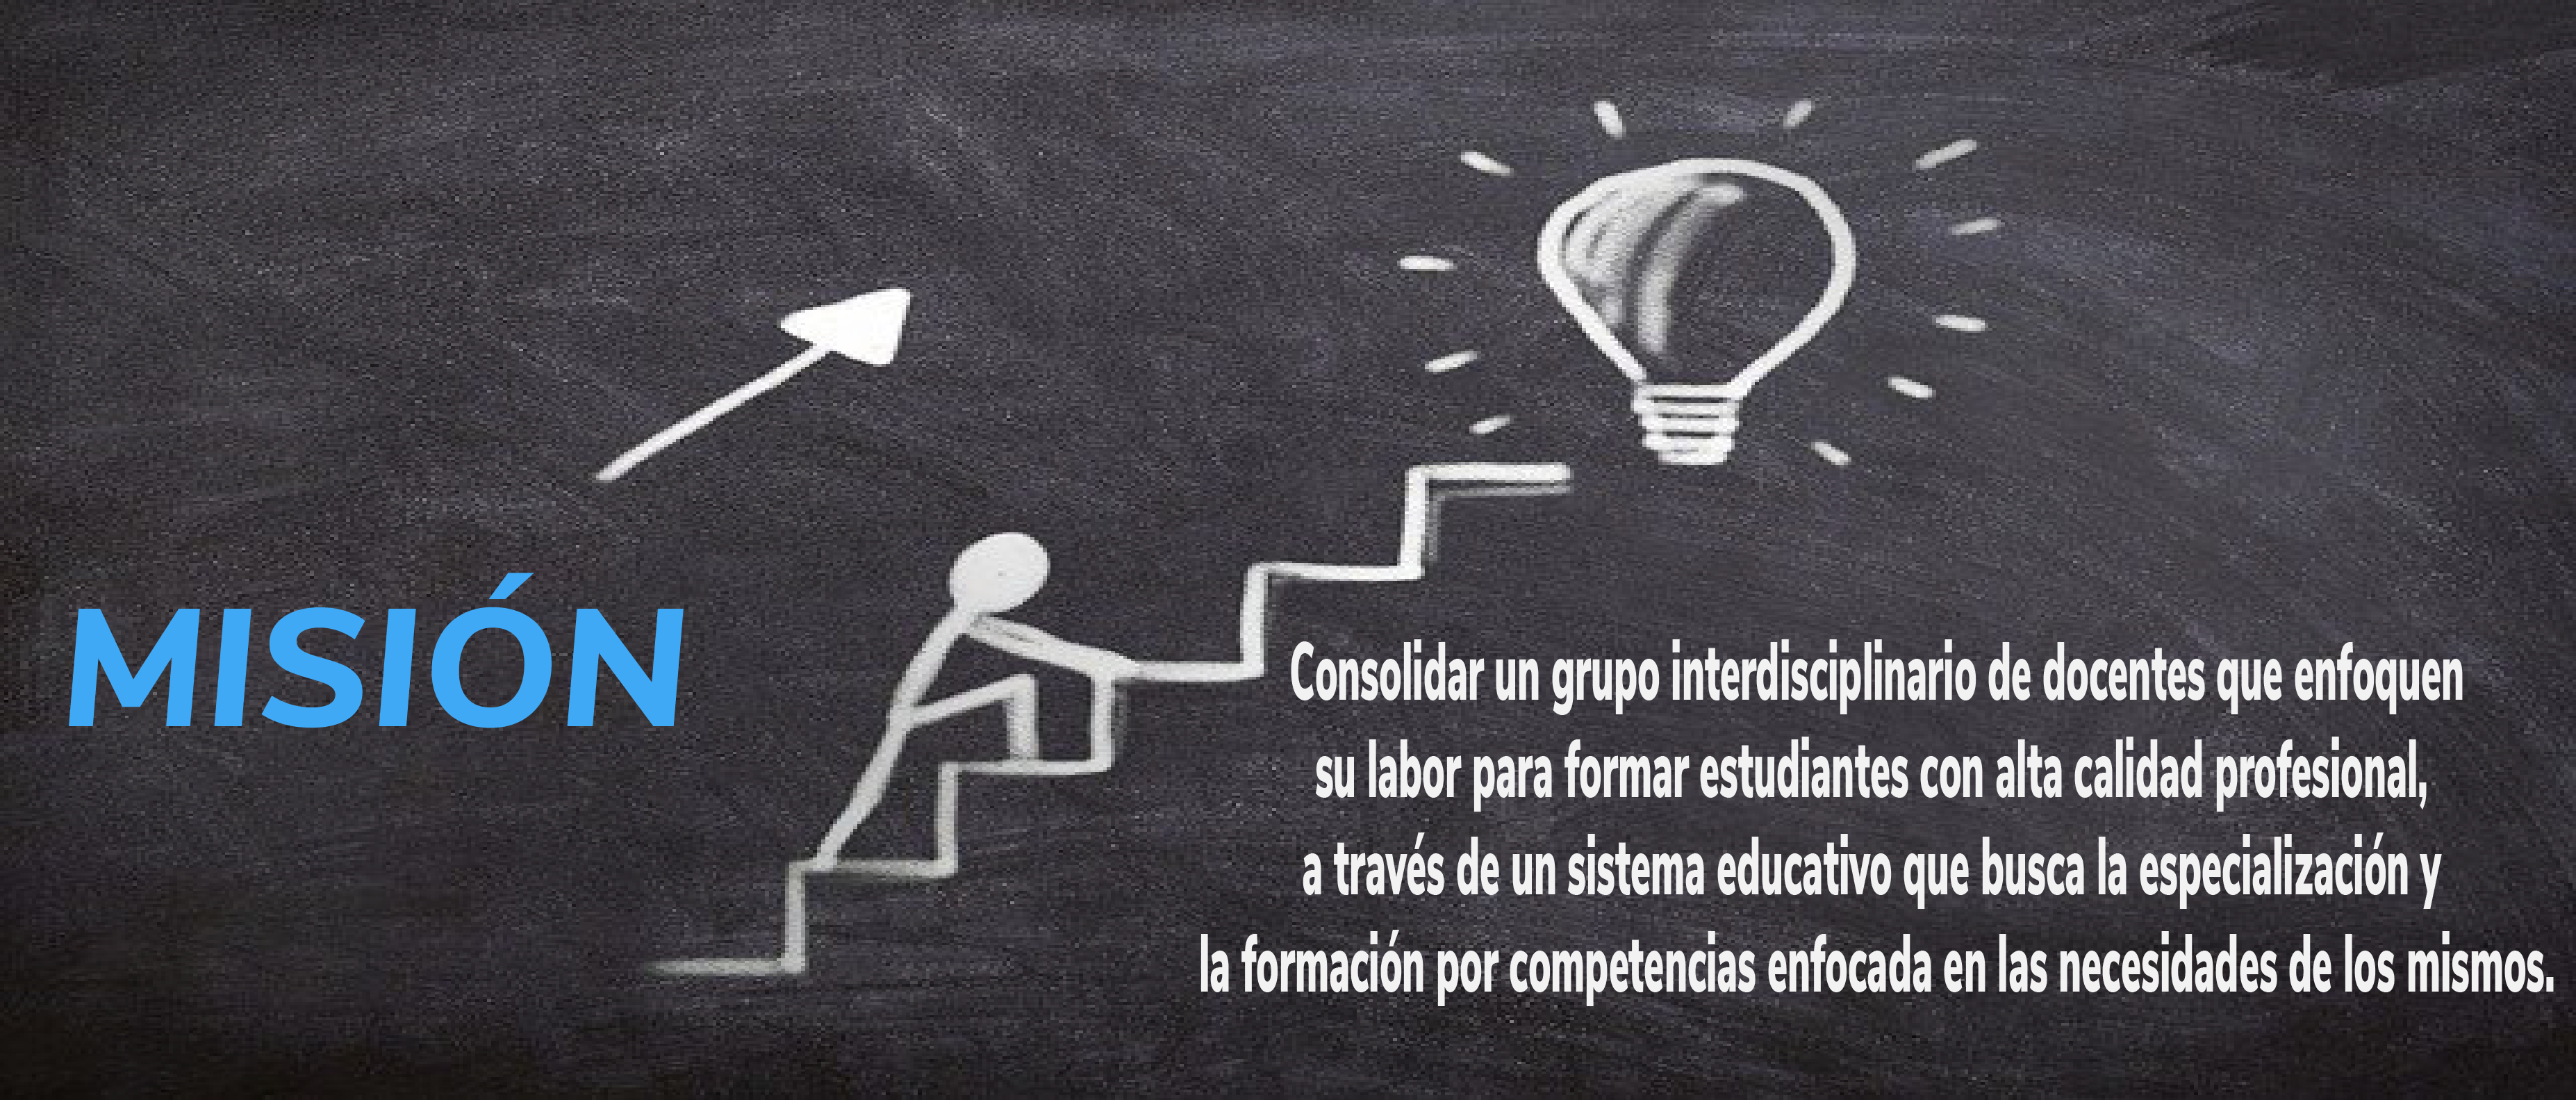 MISIÓN
Consolidar un grupo interdisciplinario de docentes que enfoquen
su labor para formar estudiantes con alta calidad profesional,
a través de un sistema educativo que busca la especialización y
la formación por competencias enfocada en las necesidades de los mismos.